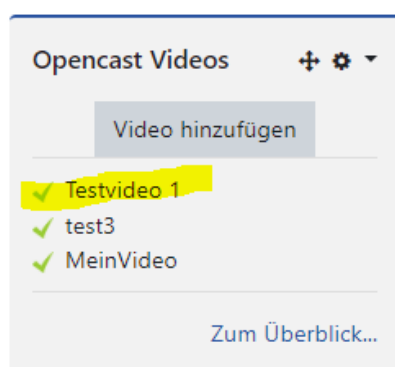 Opencast Videos
Video hinzufügen
Testvideo 1
test3
MeinVideo
Zum Überblick...